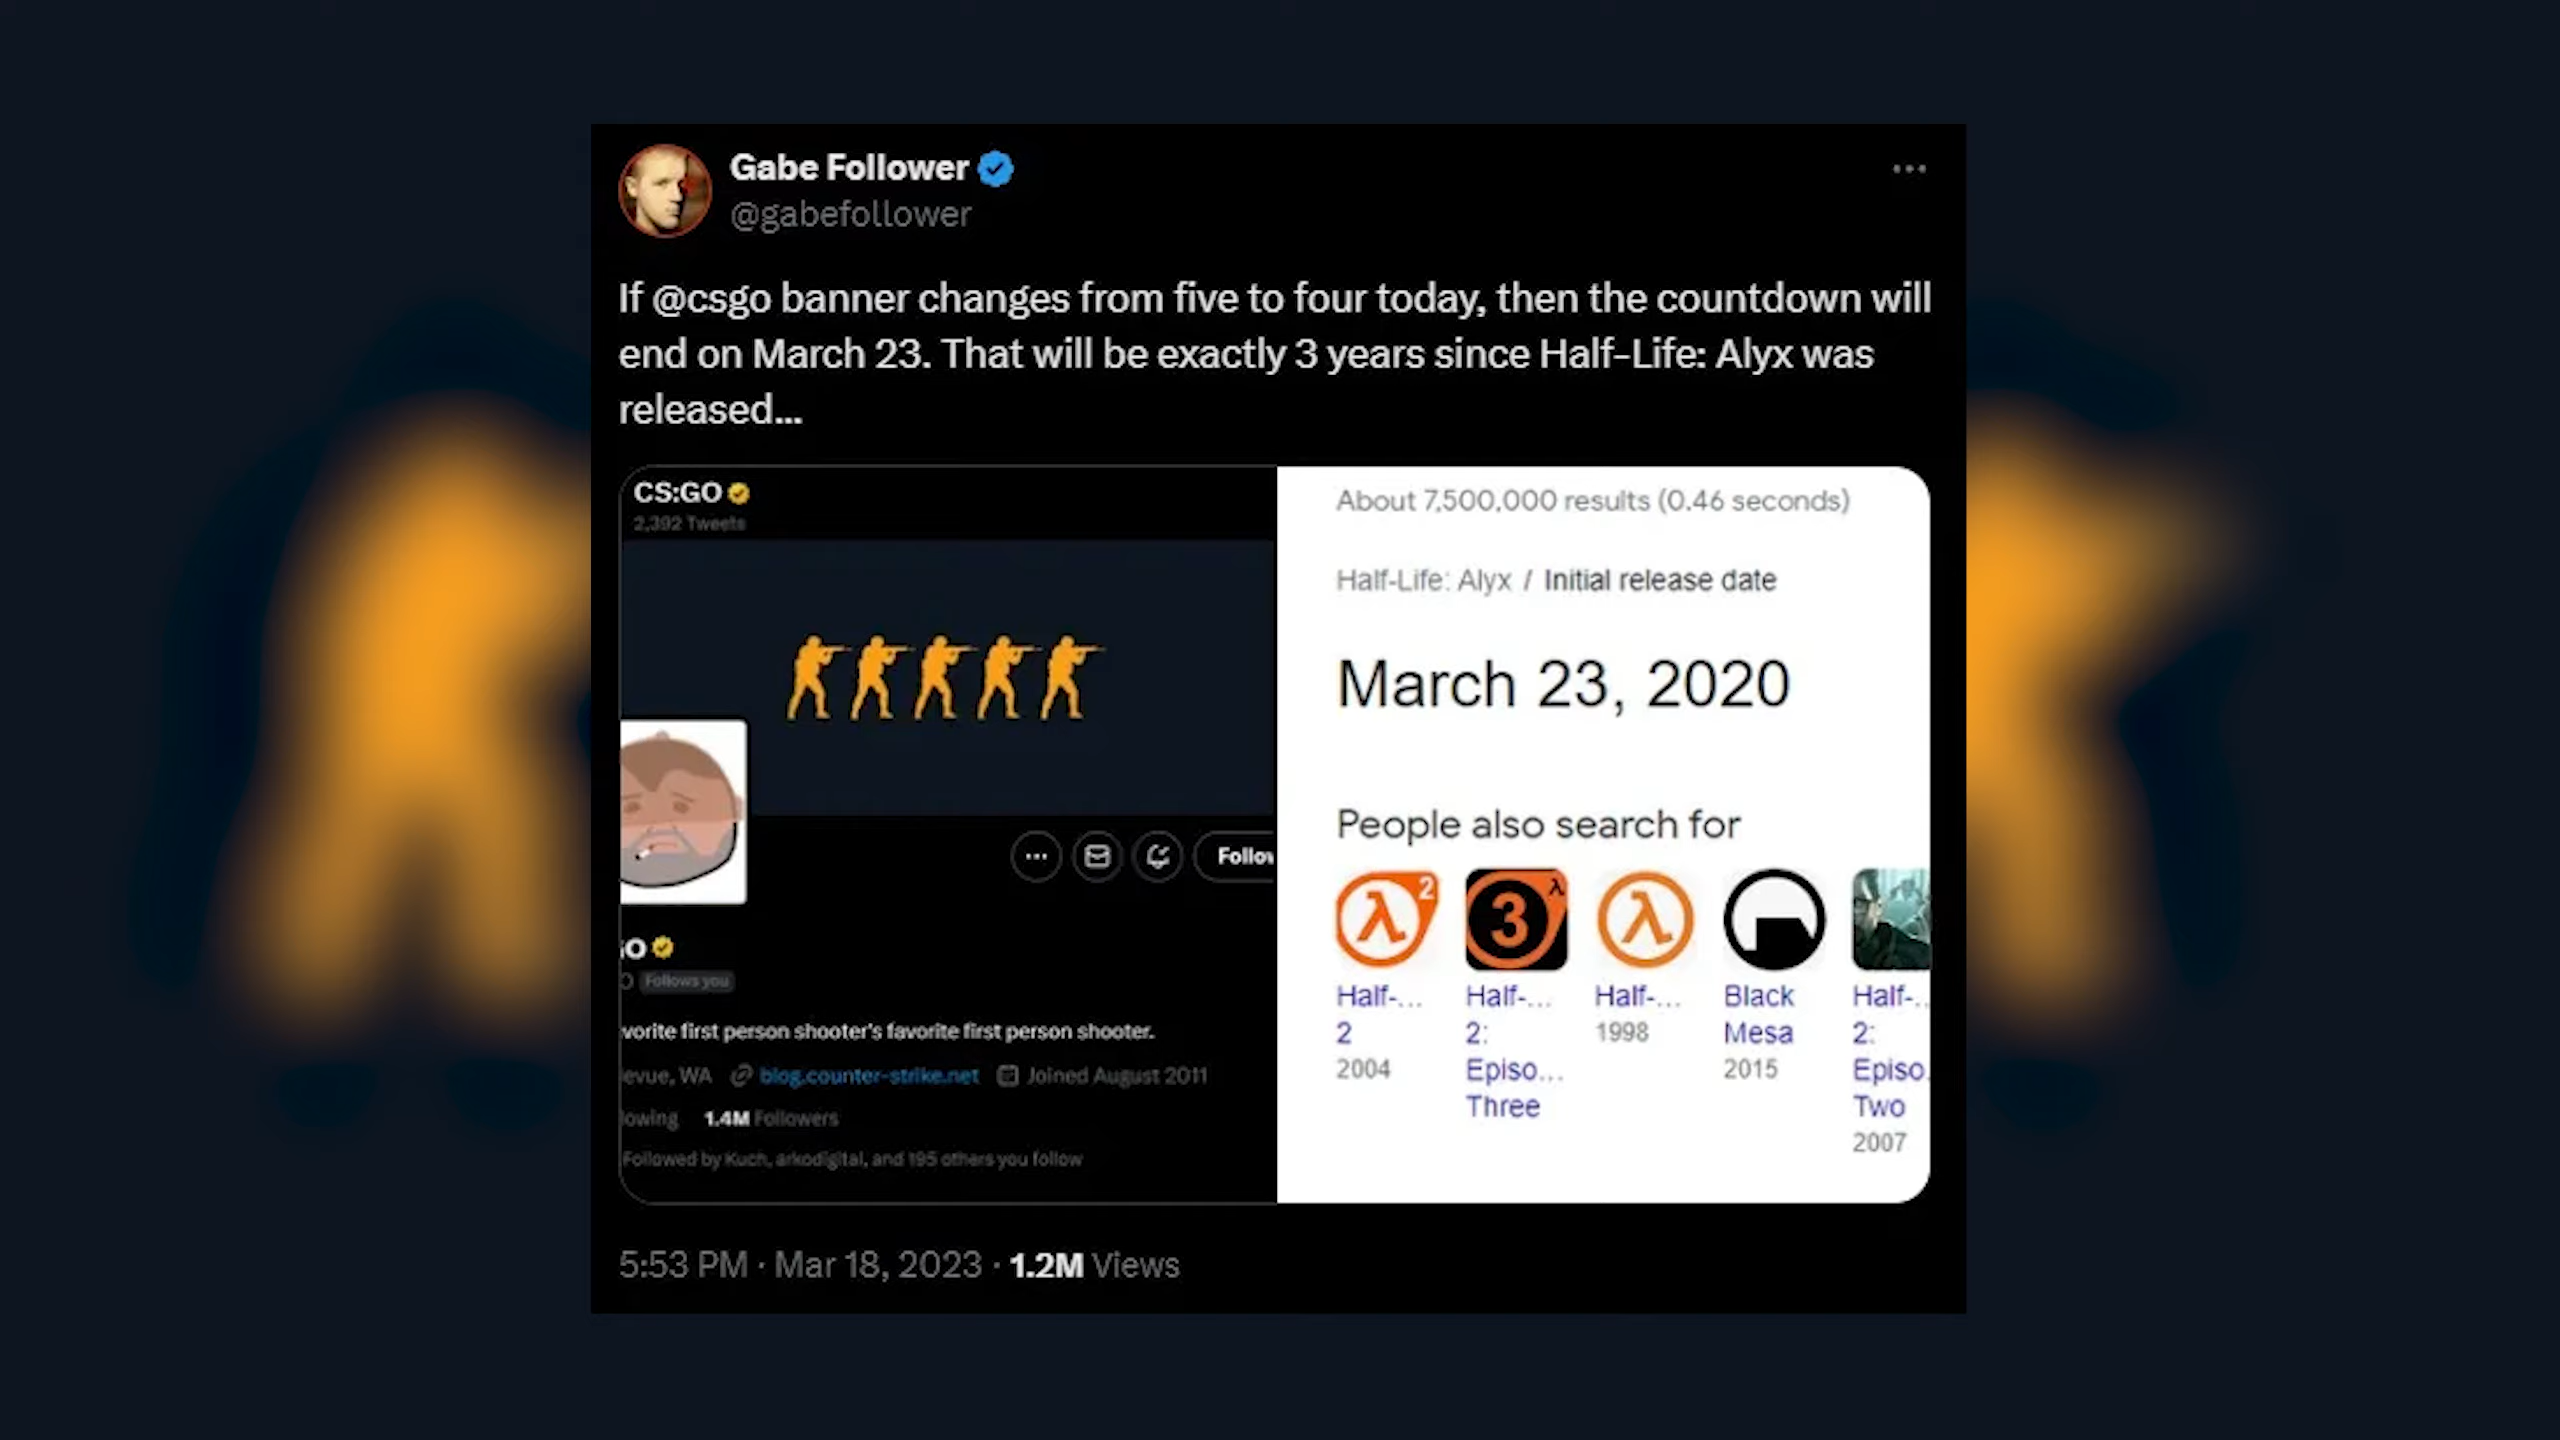 Gabe Follower
@gabefollower
If @csgo banner changes from five to four today, then the countdown will
end on March 23. That will be exactly 3 years since Half-Life: Alyx was
released...
CS:GO
2,392 Tweets
GO
O Follows you
vorite first person shooter's favorite first person shooter.
evue, WA blog.counter-strike.net Joined August 2011
lowing 1.4M Followers
Followed by Kuch, arkodigital, and 195 others you follow
Follow
About 7,500,000 results (0.46 seconds)
Half-Life: Alyx / Initial release date
March 23, 2020
People also search for
2
3
Half-...
2
2004
Half-...
2:
Episo...
Three
Half-...
1998
Black
Mesa
2015
Half-...
2:
Episo.
Two
2007
5:53 PM · Mar 18, 2023 · 1.2M Views